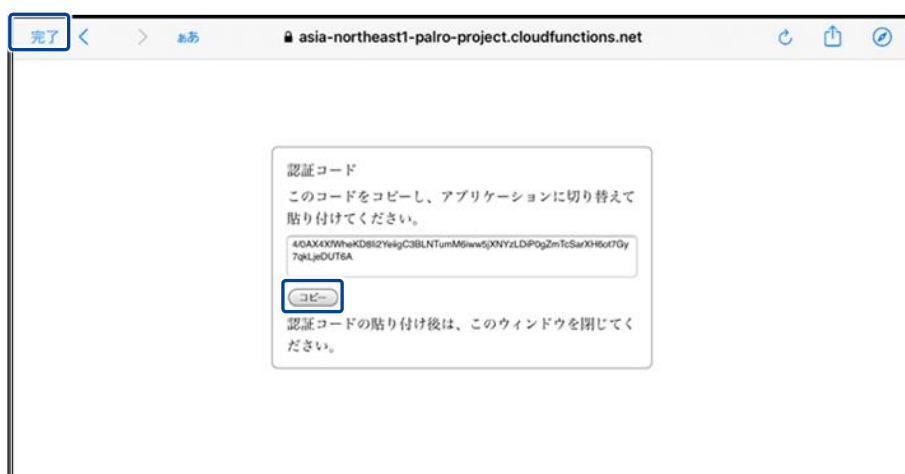 完了 < > ぁあ asia-northeast1-palro-project.cloudfunctions.net
認証コード
このコードをコピーし、アプリケーションに切り替えて
貼り付けてください。
4/0AX4XfWheKD8Ii2YeiigC3BLNTumM6iww5jXNYzLDiP0gZmTcSarXH6ot7Gy
7qkLjeDUT6A
コピー
認証コードの貼り付け後は、このウィンドウを閉じてく
ださい。